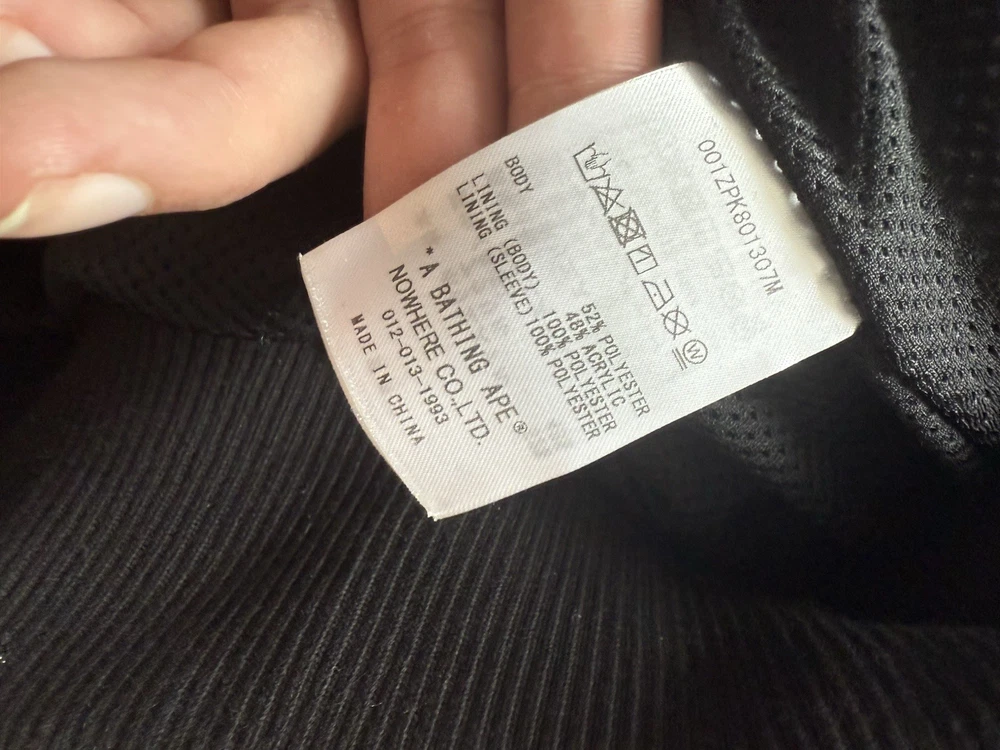 001ZPK801307M
W
BODY 52% POLYESTER
48% ACRYLIC
LINING (BODY) 100% POLYESTER
LINING (SLEEVE) 100% POLYESTER
* A BATHING APE®
NOWHERE CO.,LTD.
012-013-1993
MADE IN CHINA